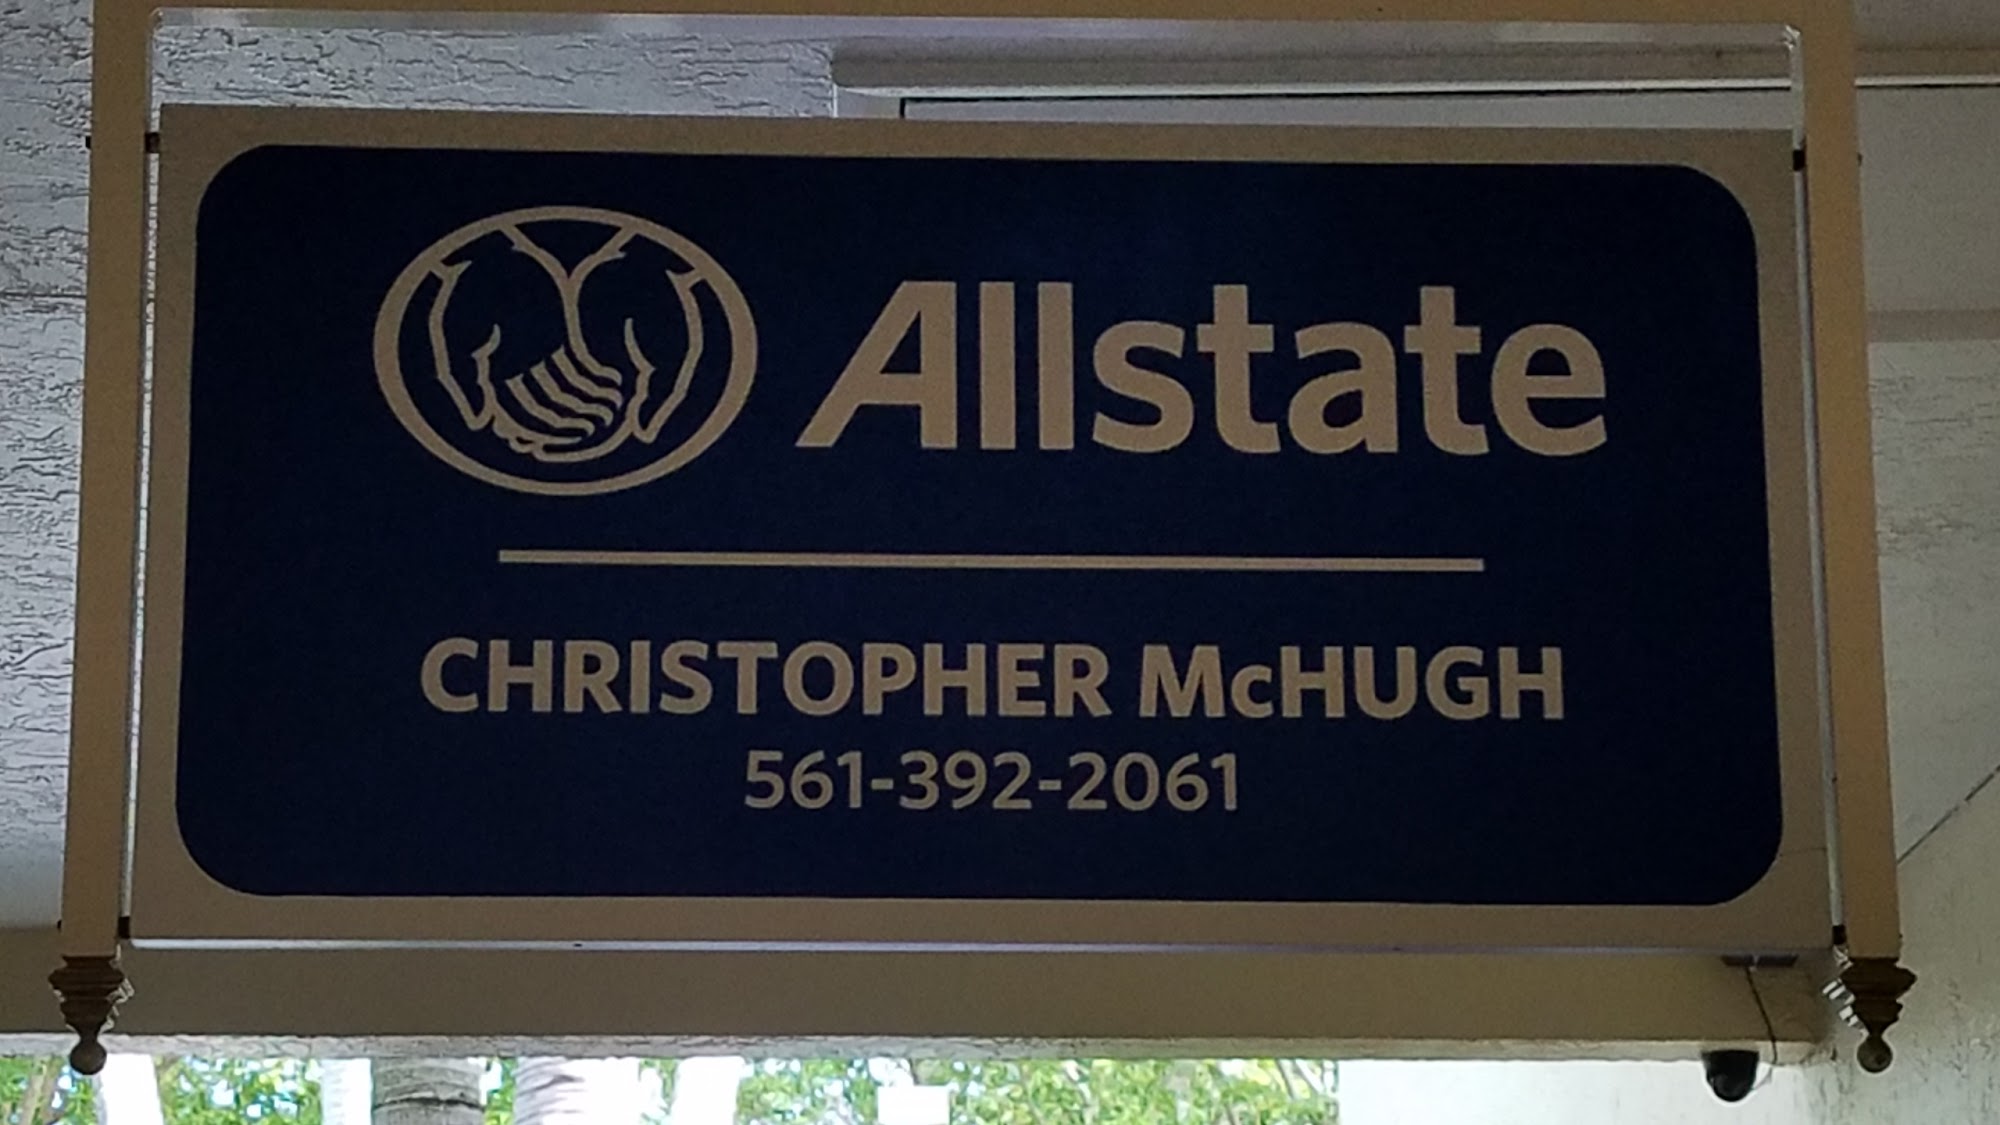 Allstate
CHRISTOPHER McHUGH
561-392-2061